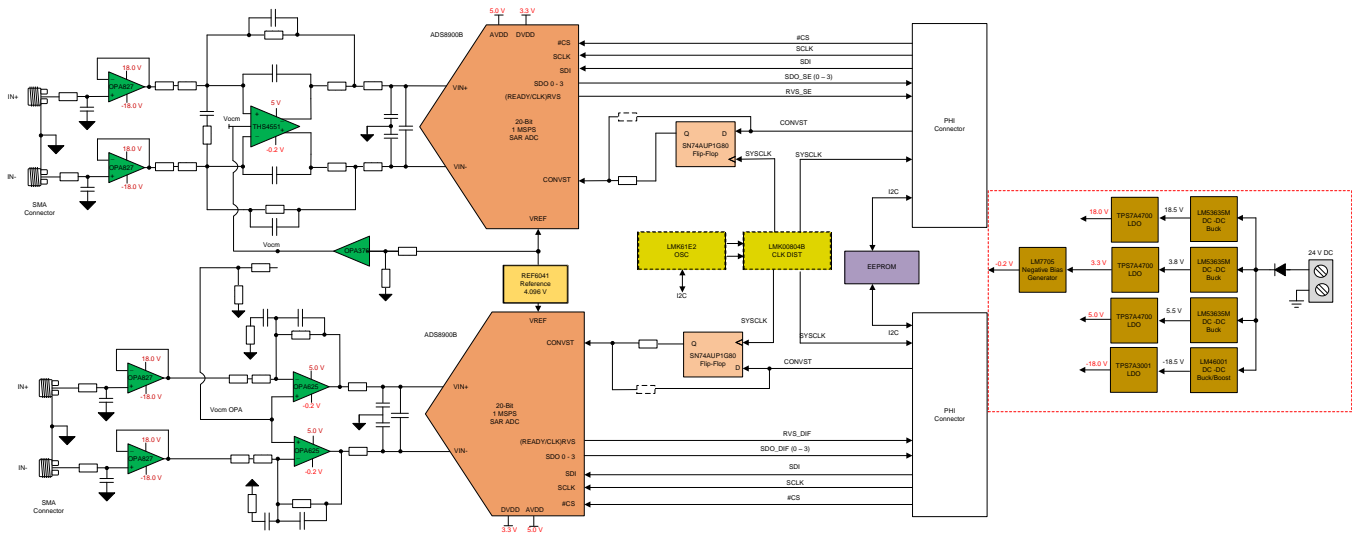 5.0 V
3.3 V
ADS8900B
AVDD
DVDD
#CS
SCLK
SDI
SDO 0 - 3
(READY/CLK)RVS
VIN+
20-Bit
1 MSPS
SAR ADC
VIN-
CONVST
VREF
#CS
SCLK
SDI
SDO_SE (0 – 3)
RVS_SE
CONVST
PHI
Connector
IN+
18.0 V
OPA827
-18.0 V
Vocm
5 V
THS4551
-0.2 V
IN-
18.0 V
OPA827
-18.0 V
SMA
Connector
Q
D
SN74AUP1G80
Flip-Flop
SYSCLK
SYSCLK
I2C
Vocm
OPA376
LMK61E2
OSC
LMK00804B
CLK DIST
EEPROM
I2C
REF6041
Reference
4.096 V
18.0 V
TPS7A4700
LDO
18.5 V
LM53635M
DC -DC
Buck
-0.2 V
LM7705
Negative Bias
Generator
3.3 V
TPS7A4700
LDO
3.8 V
LM53635M
DC -DC
Buck
24 V DC
5.0 V
TPS7A4700
LDO
5.5 V
LM53635M
DC -DC
Buck
-18.0 V
TPS7A3001
LDO
-18.5 V
LM46001
DC -DC
Buck/Boost
ADS8900B
VREF
CONVST
VIN+
20-Bit
1 MSPS
SAR ADC
(READY/CLK)RVS
VIN-
SDO 0 - 3
SDI
SCLK
#CS
DVDD
AVDD
3.3 V
5.0 V
SYSCLK
SYSCLK
I2C
Q
SN74AUP1G80
Flip-Flop
D
CONVST
PHI
Connector
RVS_DIF
SDO_DIF (0 – 3)
SDI
SCLK
#CS
IN+
18.0 V
OPA827
-18.0 V
5.0 V
OPA625
-0.2 V
Vocm OPA
IN-
18.0 V
OPA827
-18.0 V
5.0 V
OPA625
-0.2 V
SMA
Connector